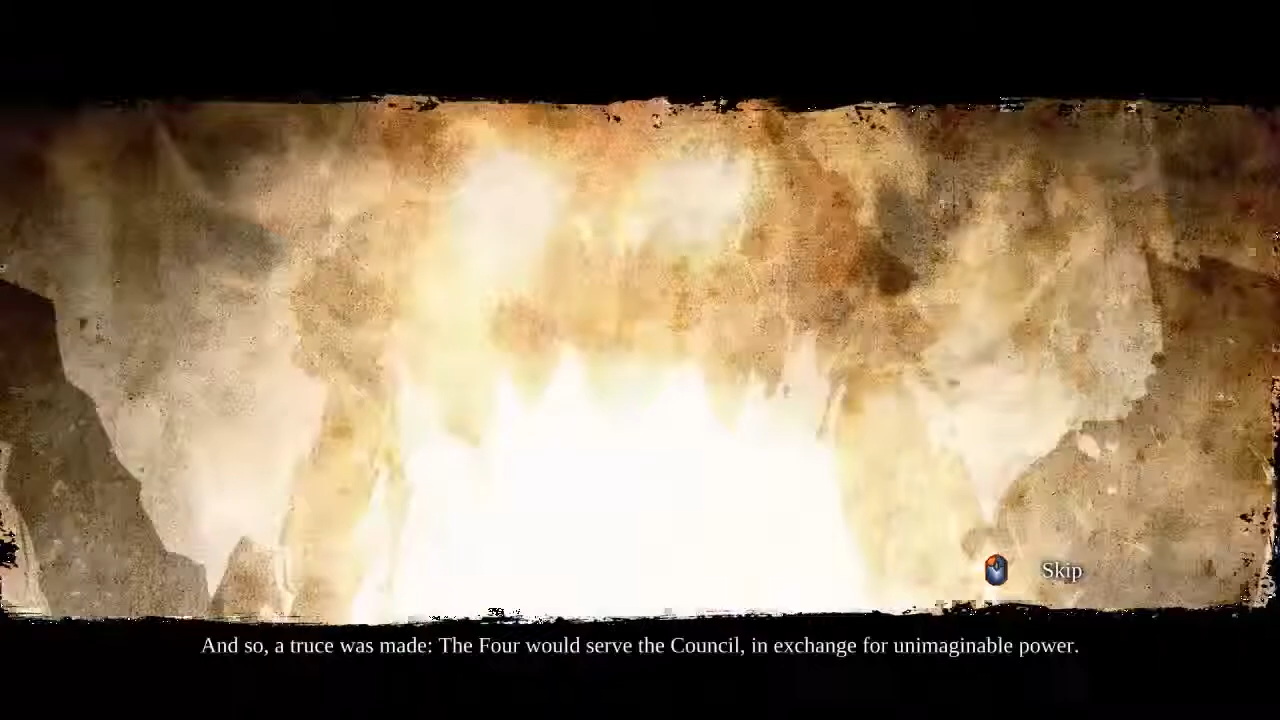 Skip
And so, a truce was made: The Four would serve the Council, in exchange for unimaginable power.